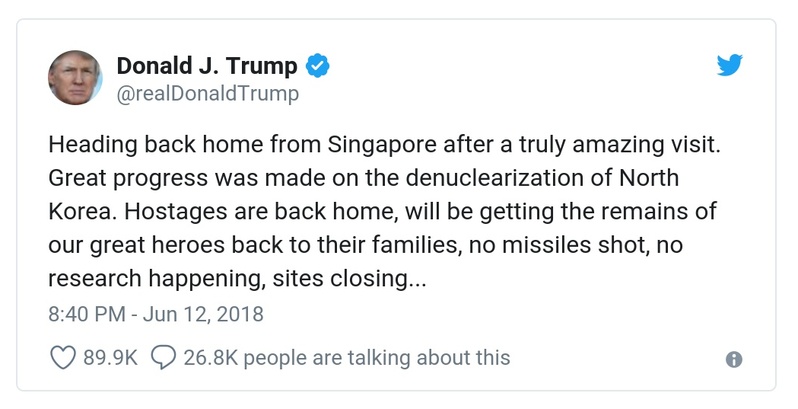 Donald J. Trump
@realDonaldTrump
Heading back home from Singapore after a truly amazing visit.
Great progress was made on the denuclearization of North
Korea. Hostages are back home, will be getting the remains of
our great heroes back to their families, no missiles shot, no
research happening, sites closing...
8:40 PM - Jun 12, 2018
89.9K 26.8K people are talking about this